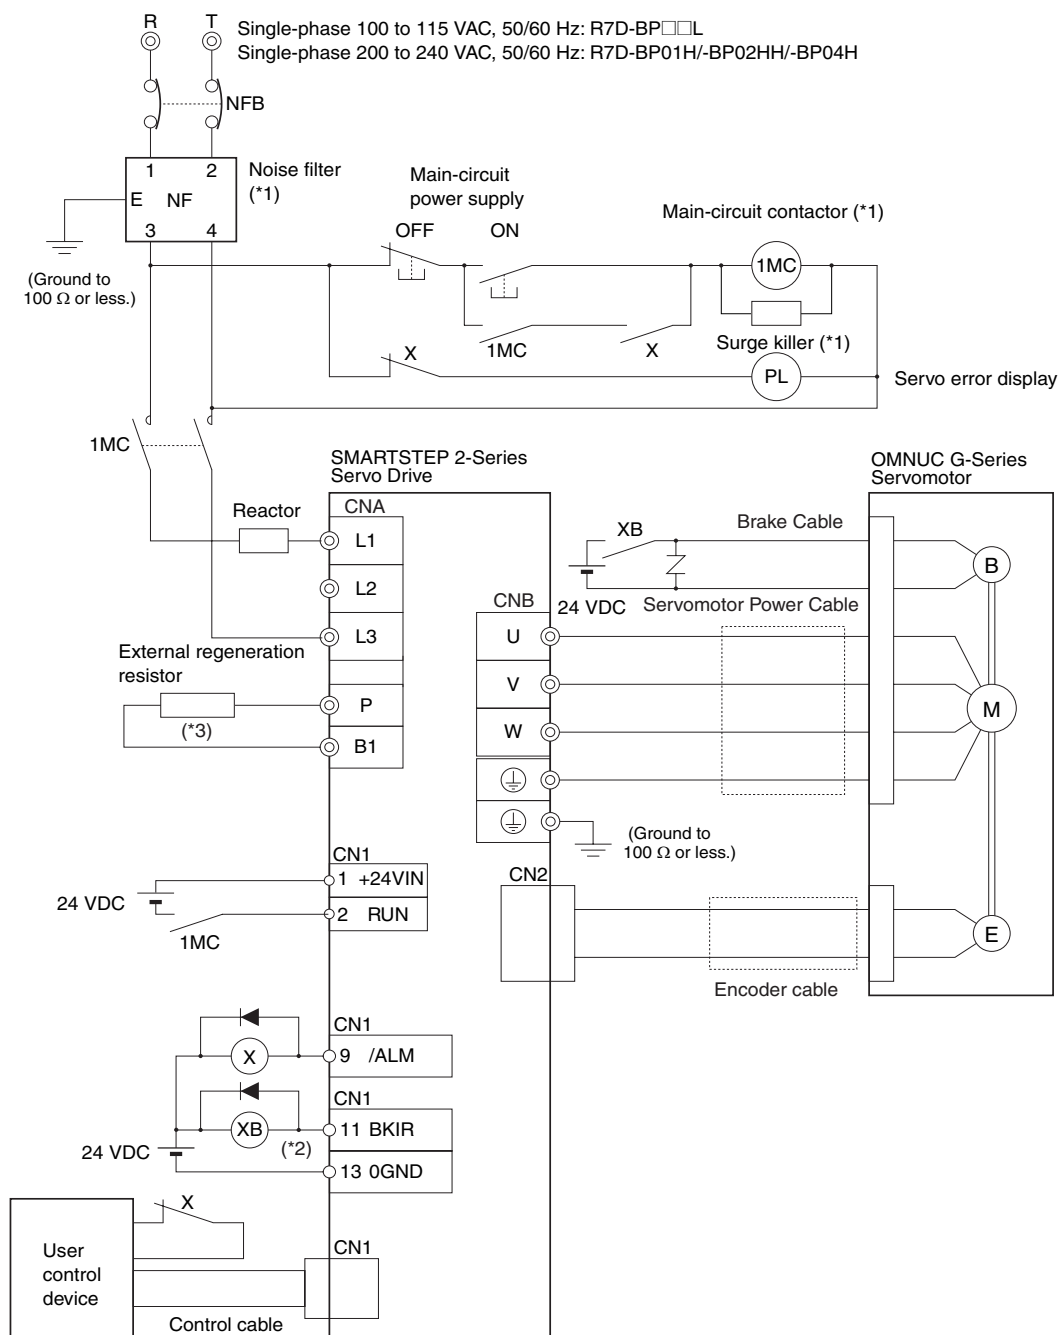 R T
Single-phase 100 to 115 VAC, 50/60 Hz: R7D-BP□□L
Single-phase 200 to 240 VAC, 50/60 Hz: R7D-BP01H/-BP02HH/-BP04H
NFB
1 2
E NF
3 4
Noise filter
(*1)
(Ground to
100 Ω or less.)
Main-circuit
power supply
OFF ON
Main-circuit contactor (*1)
1MC
1MC
X
Surge killer (*1)
X
PL
Servo error display
1MC
SMARTSTEP 2-Series
Servo Drive
OMNUC G-Series
Servomotor
Reactor
CNA
L1
L2
L3
External regeneration
resistor
(*3)
P
B1
XB
Brake Cable
B
24 VDC
Servomotor Power Cable
CNB
U
V
W
M
(Ground to
100 Ω or less.)
CN1
1 +24VIN
2 RUN
24 VDC
1MC
CN2
E
Encoder cable
CN1
X
9 /ALM
CN1
XB
(*2)
11 BKIR
24 VDC
13 0GND
X
User
control
device
CN1
Control cable